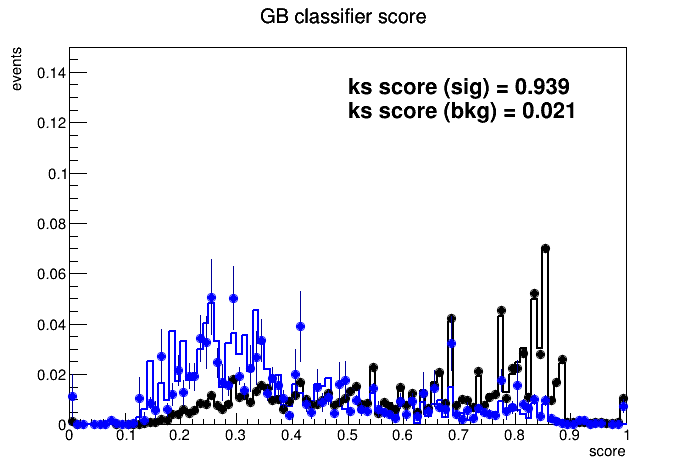 GB classifier score
events
ks score (sig) = 0.939
ks score (bkg) = 0.021
0.14
0.12
0.1
0.08
0.06
0.04
0.02
0
0 0.1 0.2 0.3 0.4 0.5 0.6 0.7 0.8 0.9 1
score